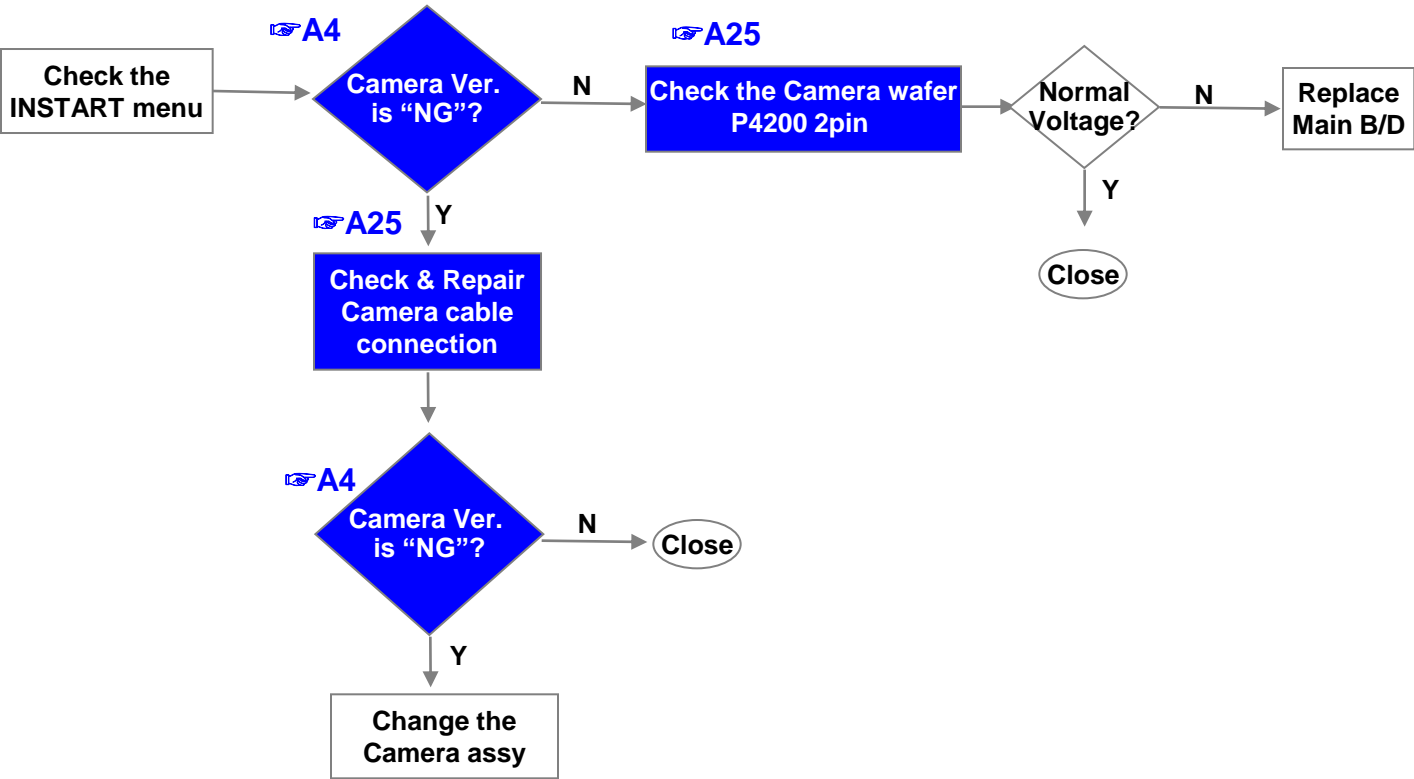 ☞A4
☞A25
Check the
INSTART menu
Camera Ver.
is “NG”?
N
Check the Camera wafer
P4200 2pin
Normal
Voltage?
N
Replace
Main B/D
Y
Close
☞A25
Y
Check & Repair
Camera cable
connection
☞A4
Camera Ver.
is “NG”?
N
Close
Y
Change the
Camera assy